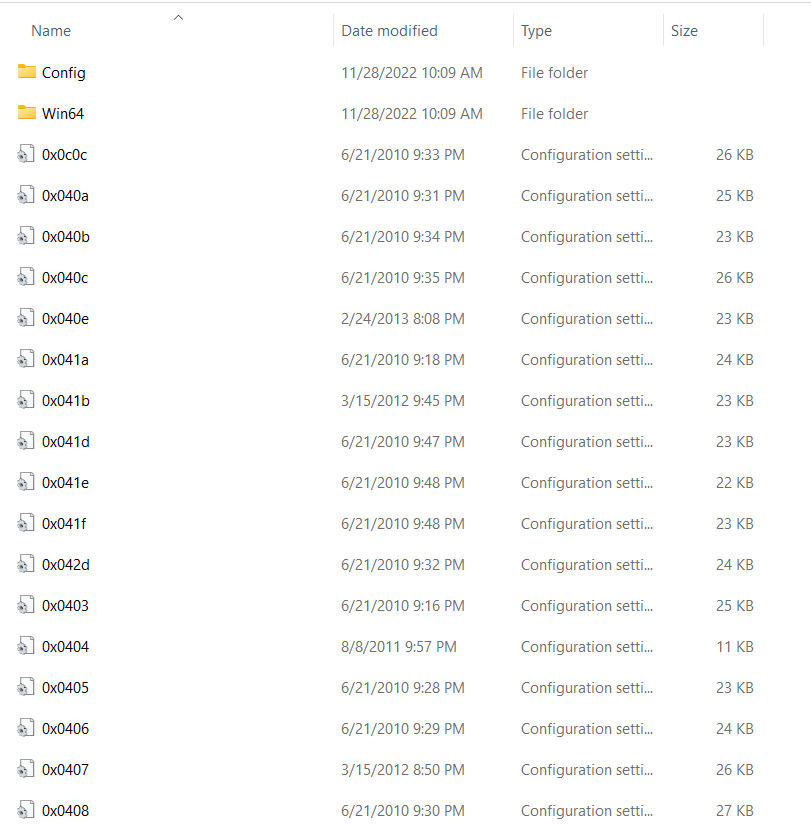 Name Date modified Type Size
Config 11/28/2022 10:09 AM File folder
Win64 11/28/2022 10:09 AM File folder
0x0c0c 6/21/2010 9:33 PM Configuration setti... 26 KB
0x040a 6/21/2010 9:31 PM Configuration setti... 25 KB
0x040b 6/21/2010 9:34 PM Configuration setti... 23 KB
0x040c 6/21/2010 9:35 PM Configuration setti... 26 KB
0x040e 2/24/2013 8:08 PM Configuration setti... 23 KB
0x041a 6/21/2010 9:18 PM Configuration setti... 24 KB
0x041b 3/15/2012 9:45 PM Configuration setti... 23 KB
0x041d 6/21/2010 9:47 PM Configuration setti... 23 KB
0x041e 6/21/2010 9:48 PM Configuration setti... 22 KB
0x041f 6/21/2010 9:48 PM Configuration setti... 23 KB
0x042d 6/21/2010 9:32 PM Configuration setti... 24 KB
0x0403 6/21/2010 9:16 PM Configuration setti... 25 KB
0x0404 8/8/2011 9:57 PM Configuration setti... 11 KB
0x0405 6/21/2010 9:28 PM Configuration setti... 23 KB
0x0406 6/21/2010 9:29 PM Configuration setti... 24 KB
0x0407 3/15/2012 8:50 PM Configuration setti... 26 KB
0x0408 6/21/2010 9:30 PM Configuration setti... 27 KB